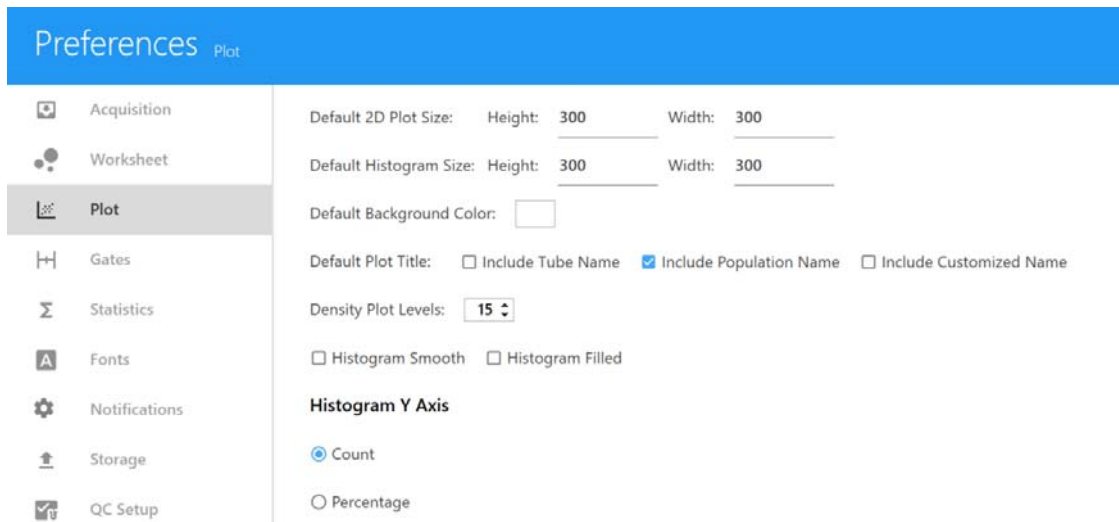 Preferences Plot
Acquisition
Worksheet
Plot
Gates
Statistics
Fonts
Notifications
Storage
QC Setup
Default 2D Plot Size: Height: 300 Width: 300
Default Histogram Size: Height: 300 Width: 300
Default Background Color:
Default Plot Title: Include Tube Name Include Population Name Include Customized Name
Density Plot Levels: 15
Histogram Smooth Histogram Filled
Histogram Y Axis
Count
Percentage